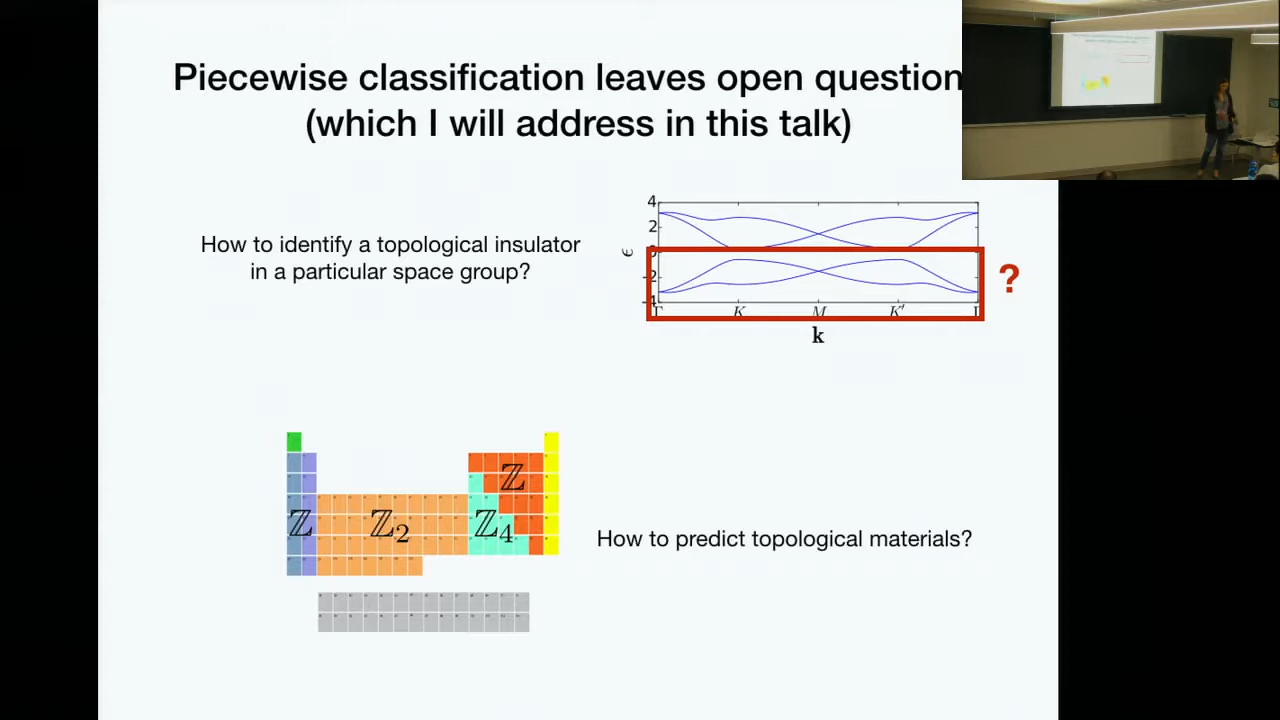 Piecewise classification leaves open question
(which I will address in this talk)
How to identify a topological insulator
in a particular space group?
4
2
ϵ
-2
Γ K M K′
k
?
ℤ
ℤ ℤ2 ℤ4
How to predict topological materials?